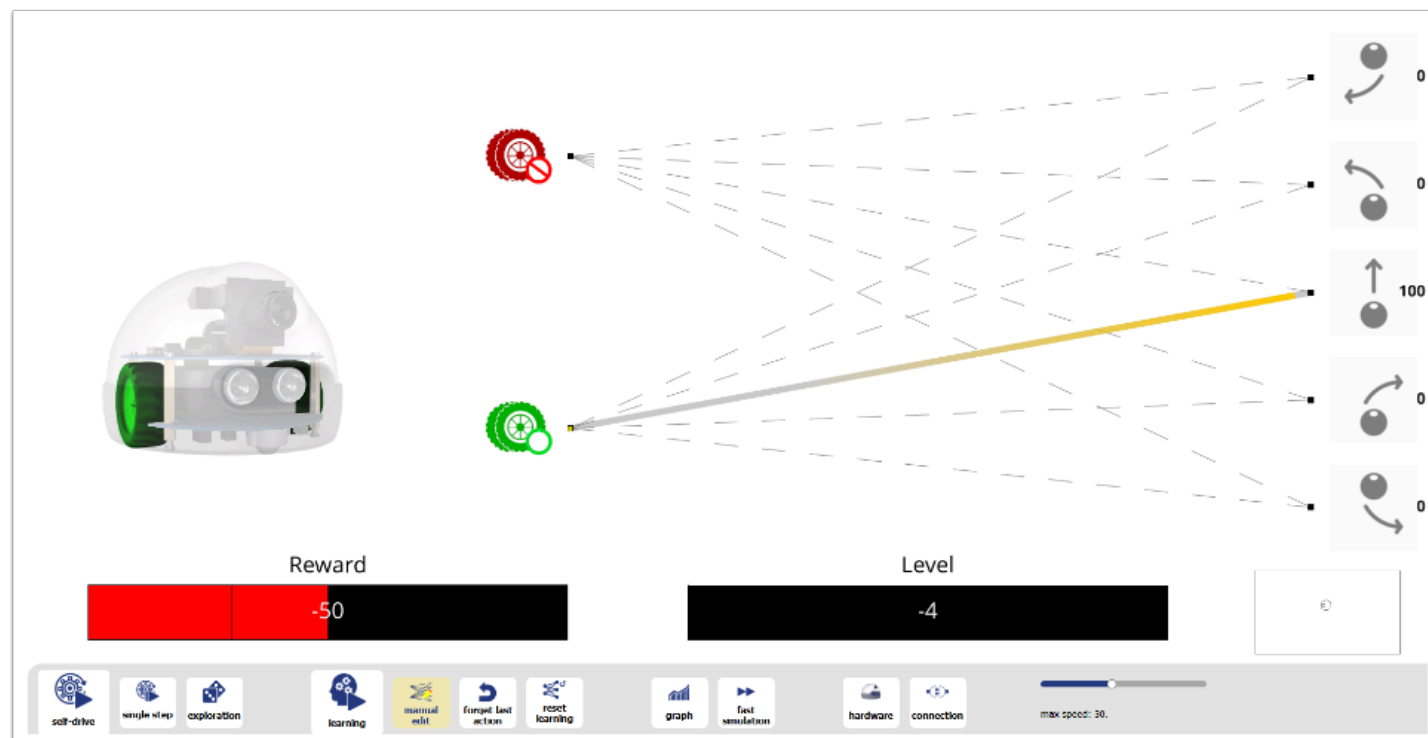 0
0
100
0
0
Reward
Level
-50
-4
self-drive
single step
exploration
learning
manual
edit
forget last
action
reset
learning
graph
fast
simulation
hardware
connection
max speed: 30.